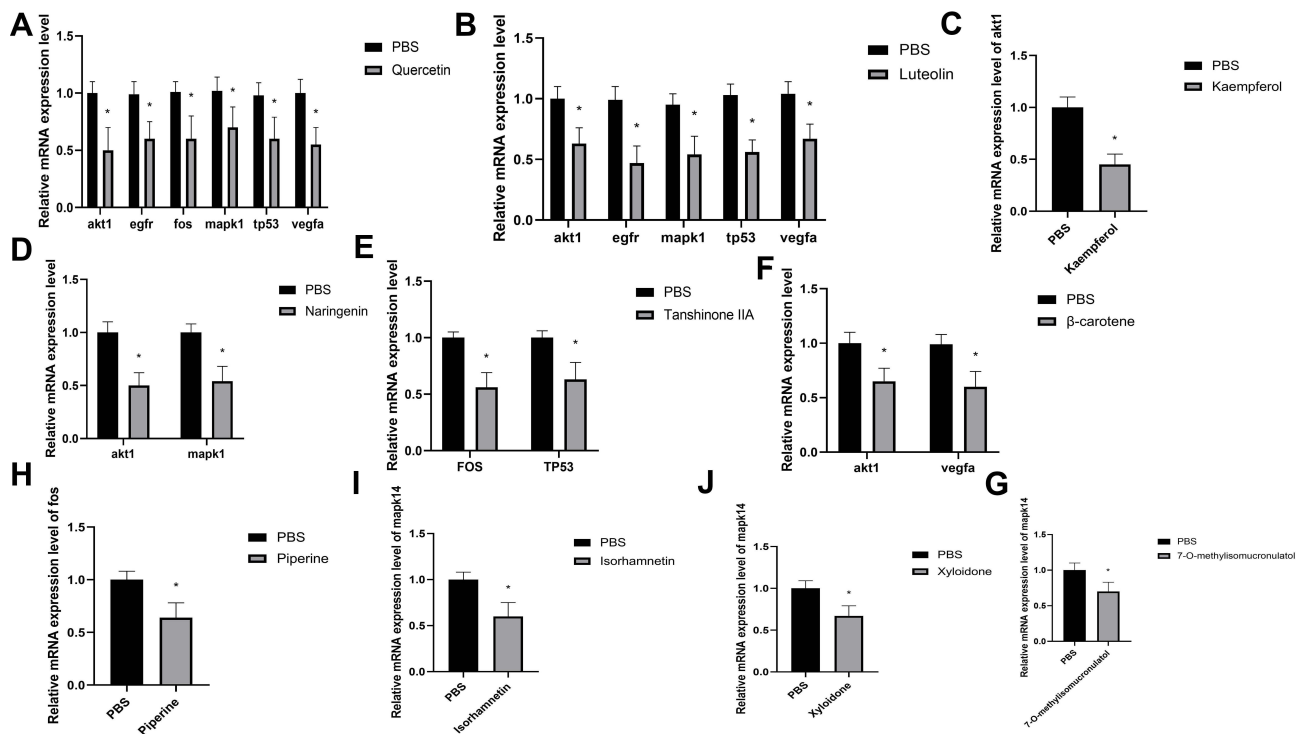 A
Relative mRNA expression level
1.5
1.0
0.5
0.0
akt1 egfr fos mapk1 tp53 vegfa
PBS
Quercetin
B
Relative mRNA expression level
1.5
1.0
0.5
0.0
akt1 egfr mapk1 tp53 vegfa
PBS
Luteolin
C
Relative mRNA expression level of akt1
1.5
1.0
0.5
0.0
PBS
Kaempferol
PBS
Kaempferol
D
Relative mRNA expression level
1.5
1.0
0.5
0.0
akt1 mapk1
PBS
Naringenin
E
Relative mRNA expression level
1.5
1.0
0.5
0.0
FOS TP53
PBS
Tanshinone IIA
F
Relative mRNA expression level
1.5
1.0
0.5
0.0
akt1 vegfa
PBS
β-carotene
H
Relative mRNA expression level of fos
1.5
1.0
0.5
0.0
PBS
Piperine
PBS
Piperine
I
Relative mRNA expression level of mapk14
1.5
1.0
0.5
0.0
PBS
Isorhamnetin
PBS
Isorhamnetin
J
Relative mRNA expression level of mapk14
1.5
1.0
0.5
0.0
PBS
Xyloidone
PBS
Xyloidone
G
Relative mRNA expression level of mapk14
1.5
1.0
0.5
0.0
PBS
7-O-methylisomucronulatol
PBS
7-O-methylisomucronulatol